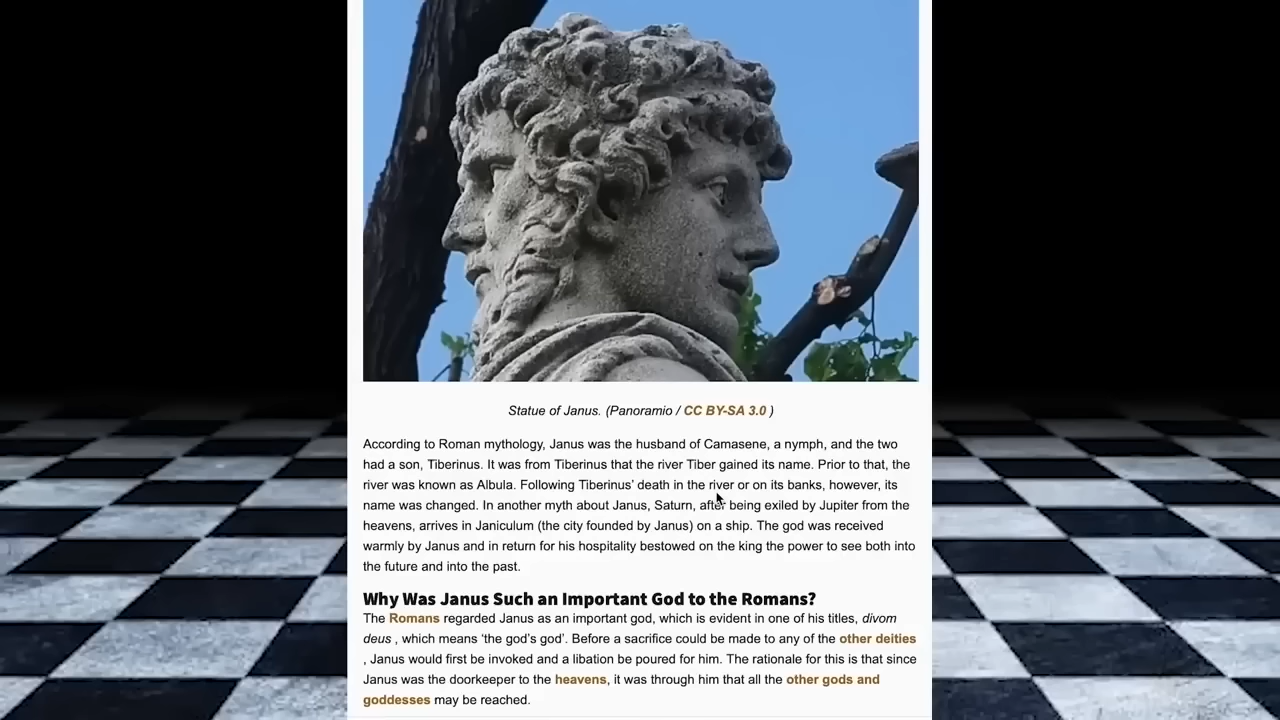 Statue of Janus. (Panoramio / CC BY-SA 3.0 )
According to Roman mythology, Janus was the husband of Camasene, a nymph, and the two
had a son, Tiberinus. It was from Tiberinus that the river Tiber gained its name. Prior to that, the
river was known as Albula. Following Tiberinus’ death in the river or on its banks, however, its
name was changed. In another myth about Janus, Saturn, after being exiled by Jupiter from the
heavens, arrives in Janiculum (the city founded by Janus) on a ship. The god was received
warmly by Janus and in return for his hospitality bestowed on the king the power to see both into
the future and into the past.
Why Was Janus Such an Important God to the Romans?
The Romans regarded Janus as an important god, which is evident in one of his titles, divom
deus , which means ‘the god’s god’. Before a sacrifice could be made to any of the other deities
, Janus would first be invoked and a libation be poured for him. The rationale for this is that since
Janus was the doorkeeper to the heavens, it was through him that all the other gods and
goddesses may be reached.